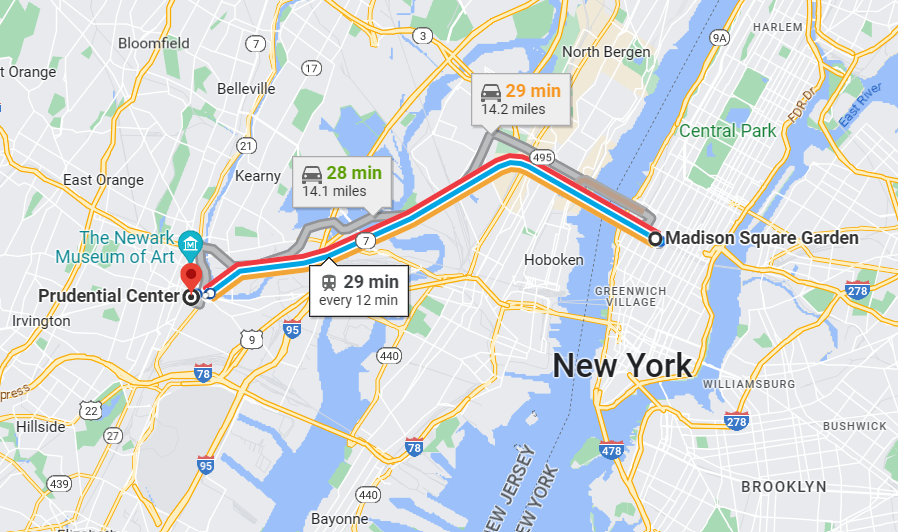 HARLEM
Bloomfield
7
3
9A
North Bergen
17
t Orange
Belleville
29 min
14.2 miles
FDR Dr
East River
Central Park
21
495
28 min
14.1 miles
East Orange
Kearny
The Newark
Museum of Art
7
Madison Square Garden
Hoboken
29 min
every 12 min
Prudential Center
GREENWICH
VILLAGE
278
Irvington
95
9
440
New York
78
WILLIAMSBURG
press
22
278
Hillside
27
BUSHWICK
78
478
95
439
440
NEW JERSEY
NEW YORK
BROOKLYN
Bayonne
Elizabeth